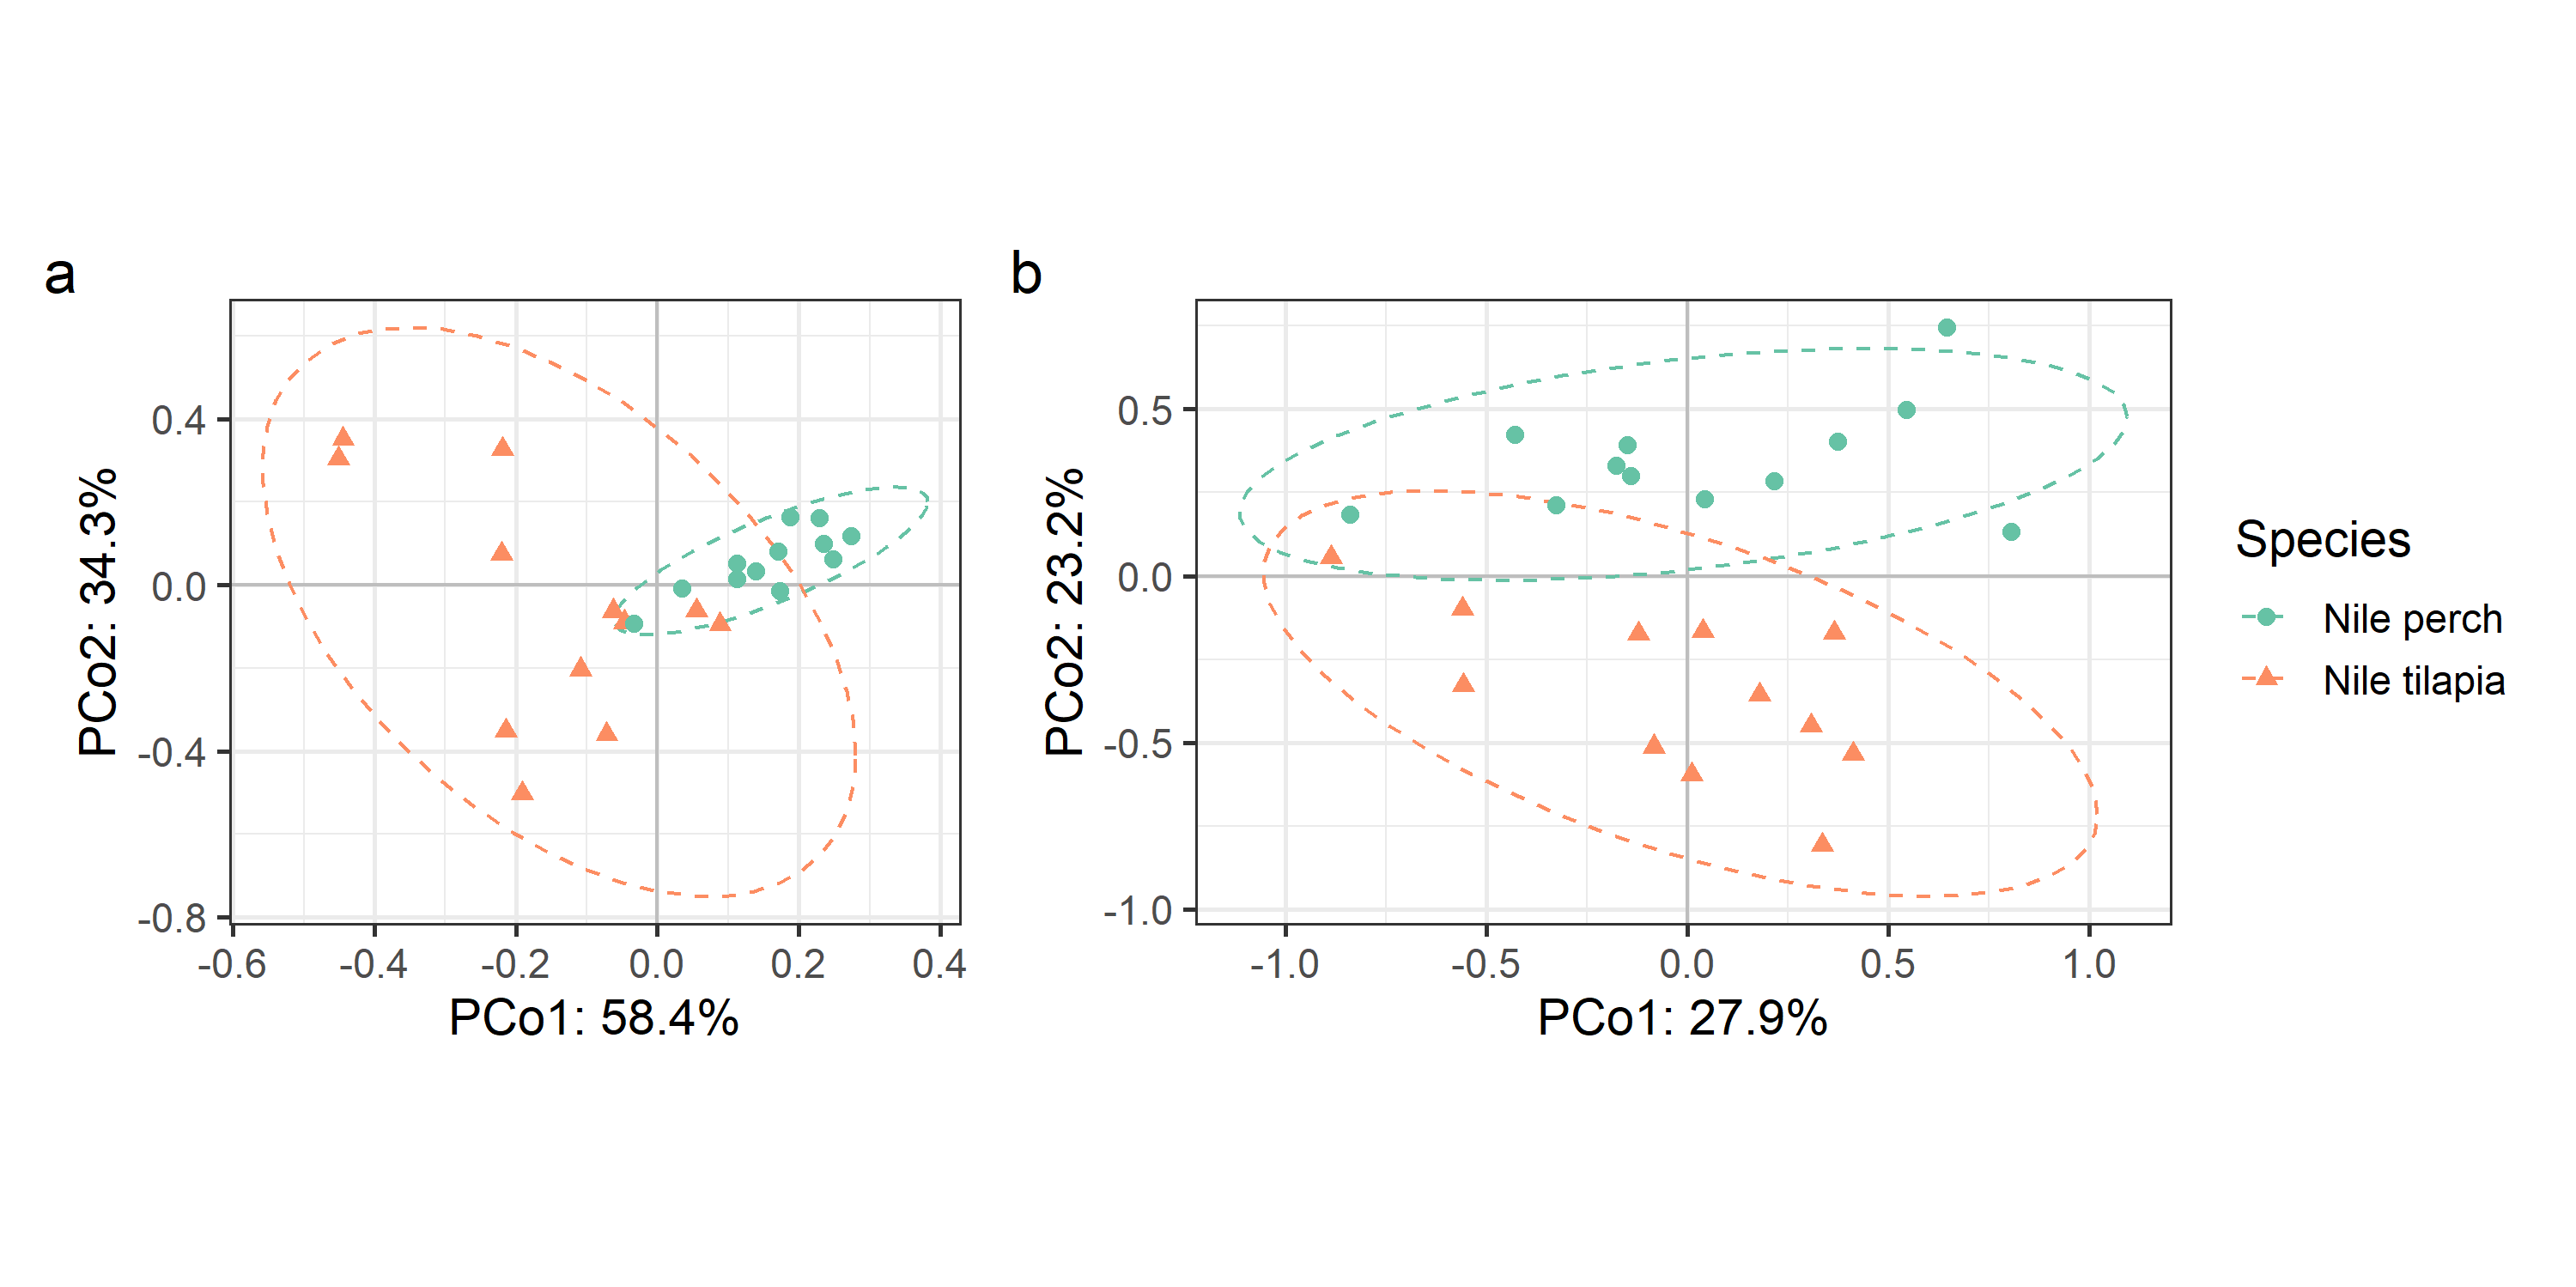 a
b
PCo2: 34.3%
0.4
0.0
-0.4
-0.8
-0.6 -0.4 -0.2 0.0 0.2 0.4
PCo1: 58.4%
PCo2: 23.2%
0.5
0.0
-0.5
-1.0
-1.0 -0.5 0.0 0.5 1.0
PCo1: 27.9%
Species
Nile perch
Nile tilapia